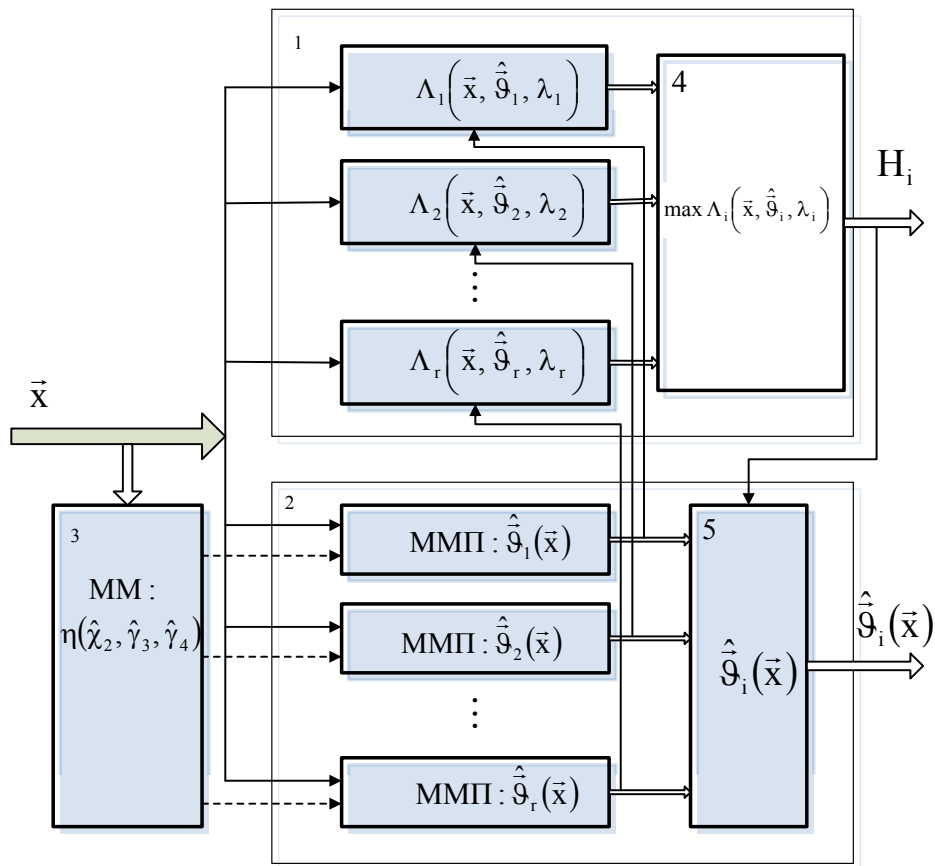 1
Λ₁(x⃗, ϑ̂⃗₁, λ₁)
4
Λ₂(x⃗, ϑ̂⃗₂, λ₂)
max Λᵢ(x⃗, ϑ̂⃗ᵢ, λᵢ)
Hᵢ
⋮
Λᵣ(x⃗, ϑ̂⃗ᵣ, λᵣ)
x⃗
2
3
ММ :
η(χ̂₂, γ̂₃, γ̂₄)
ММП : ϑ̂⃗₁(x⃗)
5
ММП : ϑ̂⃗₂(x⃗)
ϑ̂⃗ᵢ(x⃗)
ϑ̂⃗ᵢ(x⃗)
⋮
ММП : ϑ̂⃗ᵣ(x⃗)